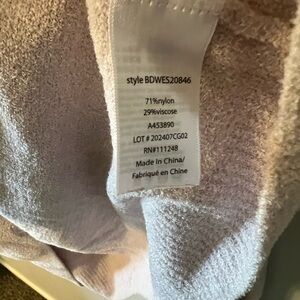 style BDWES20846
71%nylon
29%viscose
A453890
LOT # 202407CG02
RN#111248
Made In China/
Fabriqué en Chine